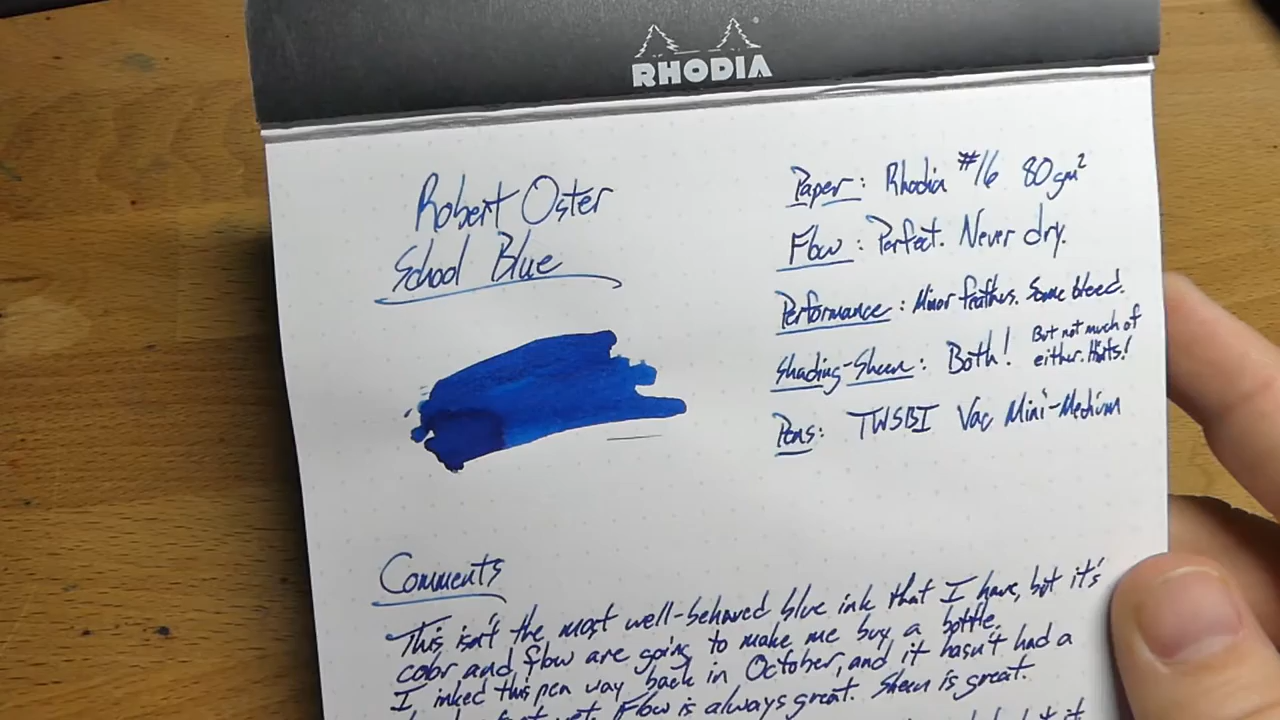 RHODIA
Robert Oster
School Blue
Paper: Rhodia #16 80gm²
Flow: Perfect. Never dry.
Performance: Minor feathers. Some bleed.
Shading-Sheen: Both! But not much of
either. Hints!
Pens: TWSBI Vac Mini-Medium
Comments
This isn't the most well-behaved blue ink that I have, but it's
color and flow are going to make me buy a bottle.
I inked this pen way back in October, and it hasn't had a
yet. Flow is always great. Sheen is great.